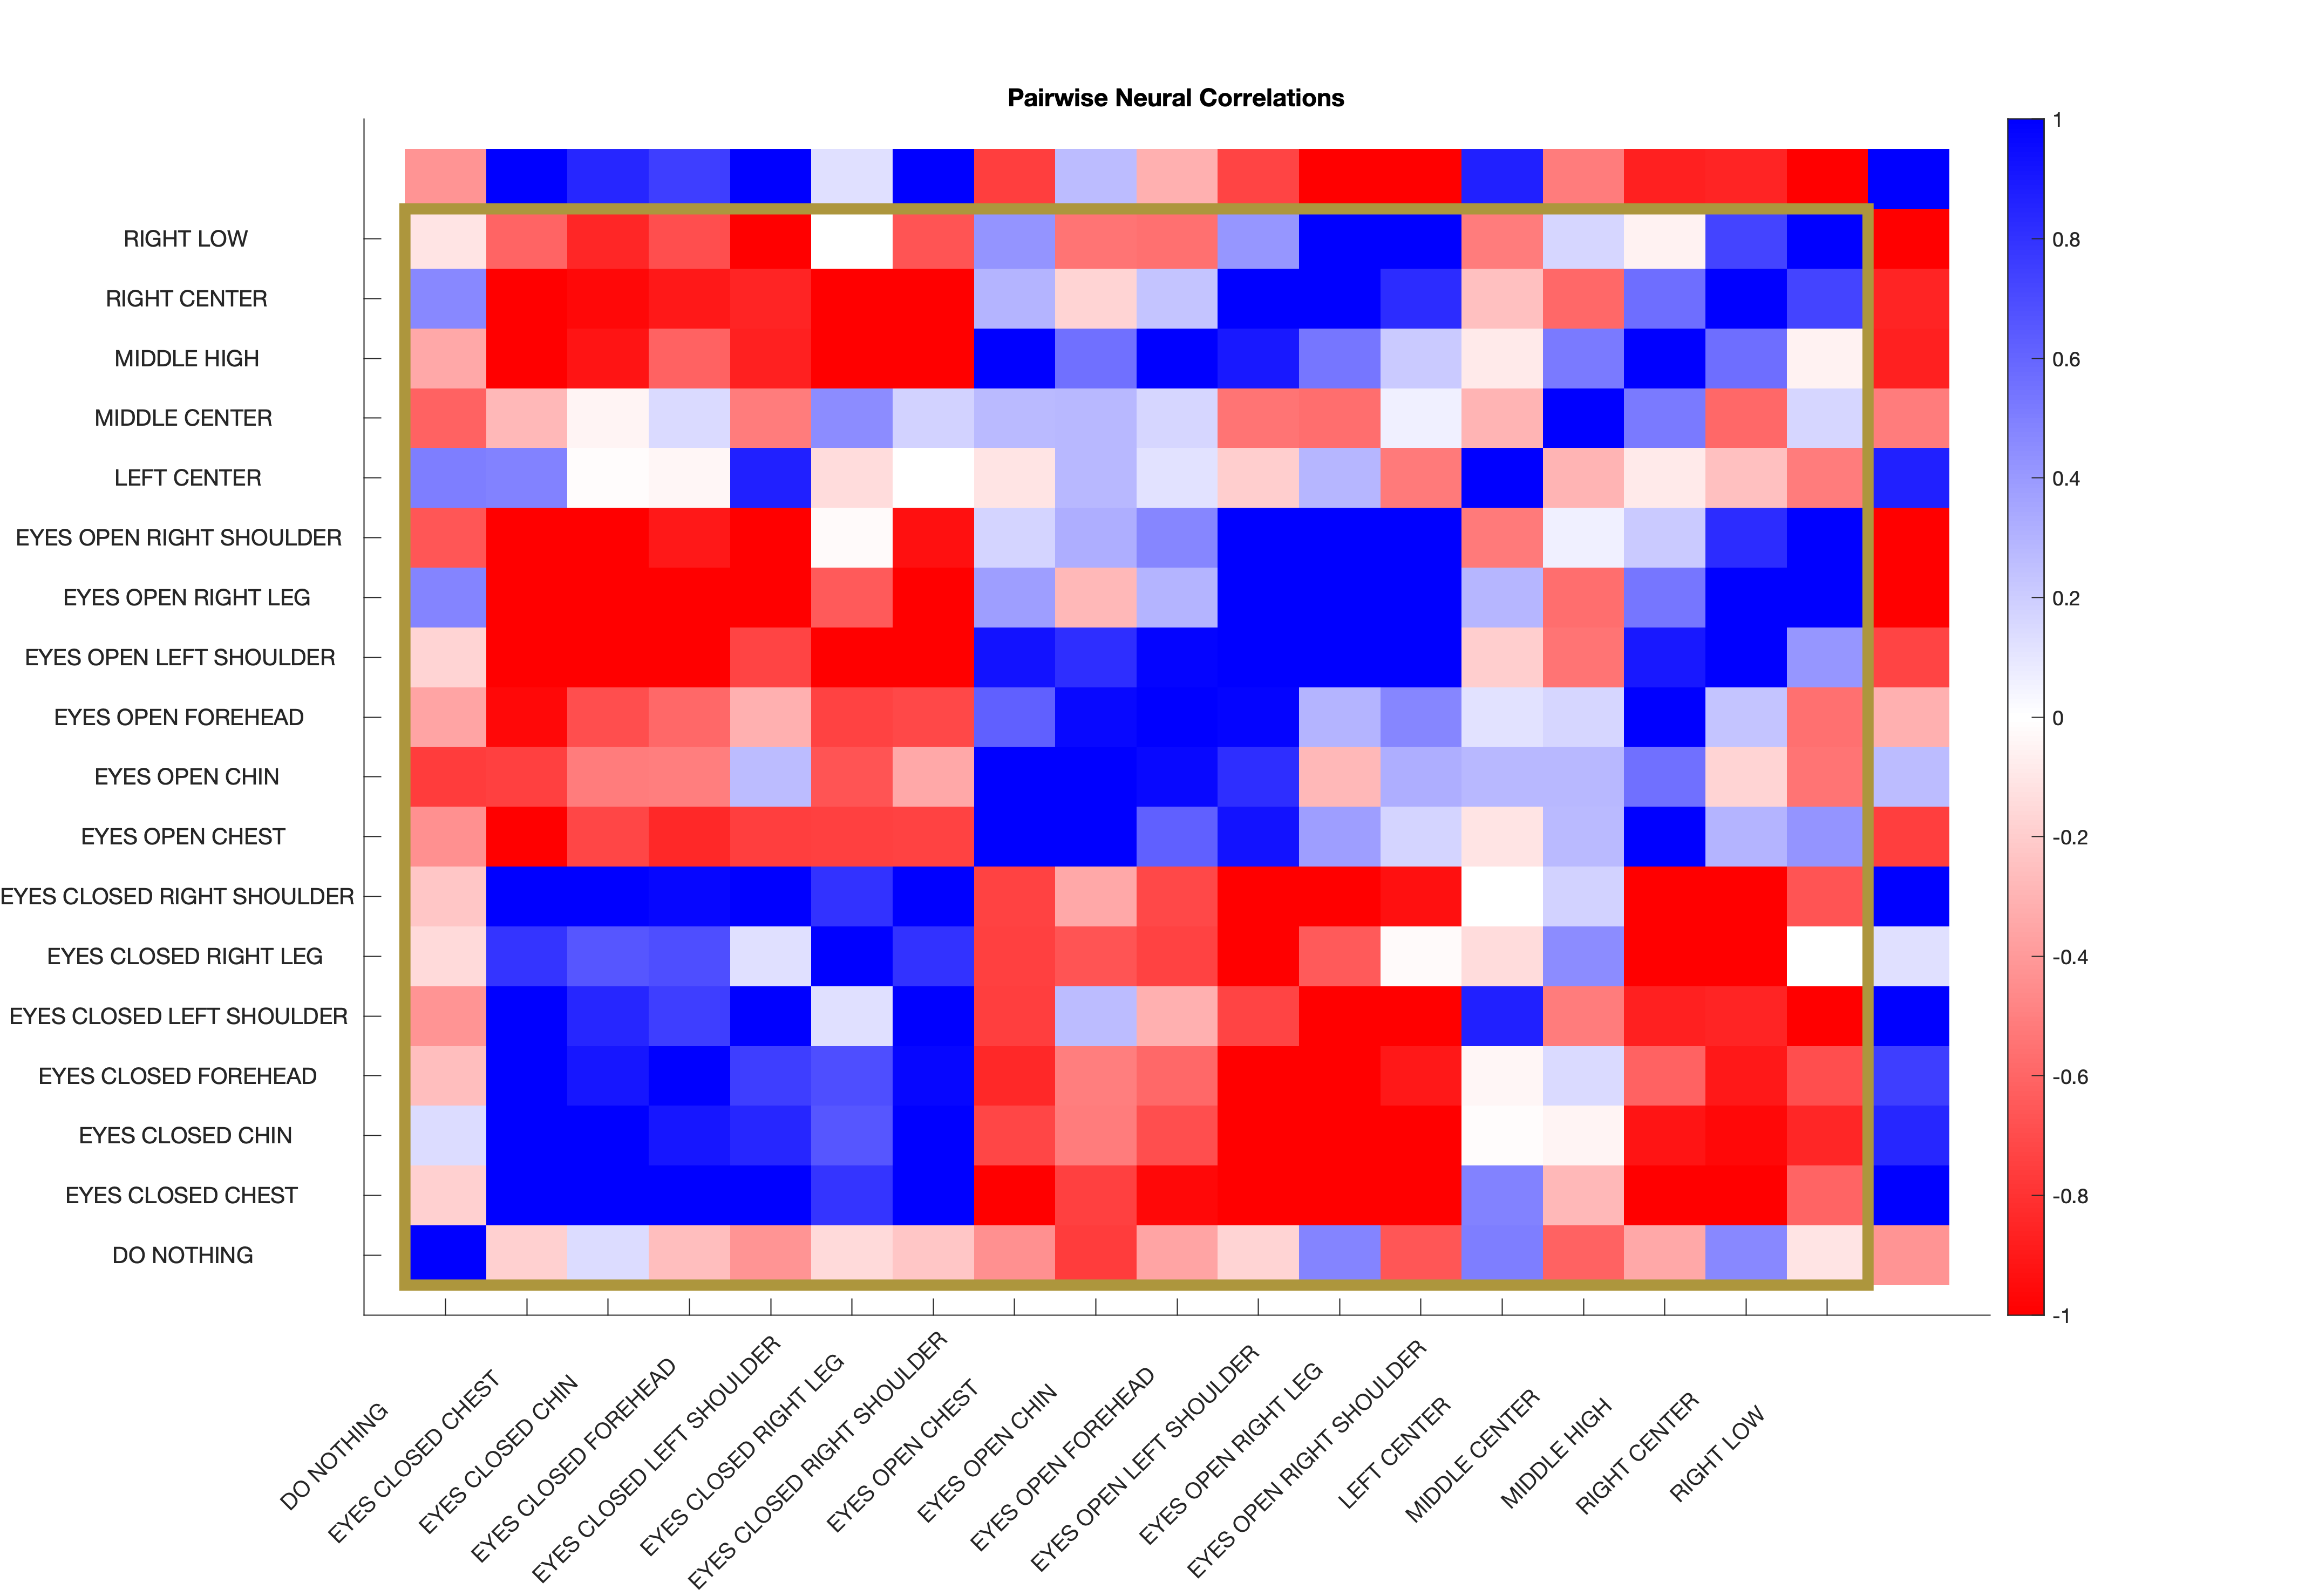 Pairwise Neural Correlations
RIGHT LOW
RIGHT CENTER
MIDDLE HIGH
MIDDLE CENTER
LEFT CENTER
EYES OPEN RIGHT SHOULDER
EYES OPEN RIGHT LEG
EYES OPEN LEFT SHOULDER
EYES OPEN FOREHEAD
EYES OPEN CHIN
EYES OPEN CHEST
EYES CLOSED RIGHT SHOULDER
EYES CLOSED RIGHT LEG
EYES CLOSED LEFT SHOULDER
EYES CLOSED FOREHEAD
EYES CLOSED CHIN
EYES CLOSED CHEST
DO NOTHING
DO NOTHING
EYES CLOSED CHEST
EYES CLOSED CHIN
EYES CLOSED FOREHEAD
EYES CLOSED LEFT SHOULDER
EYES CLOSED RIGHT LEG
EYES CLOSED RIGHT SHOULDER
EYES OPEN CHEST
EYES OPEN CHIN
EYES OPEN FOREHEAD
EYES OPEN LEFT SHOULDER
EYES OPEN RIGHT LEG
EYES OPEN RIGHT SHOULDER
LEFT CENTER
MIDDLE CENTER
MIDDLE HIGH
RIGHT CENTER
RIGHT LOW
1
0.8
0.6
0.4
0.2
0
-0.2
-0.4
-0.6
-0.8
-1